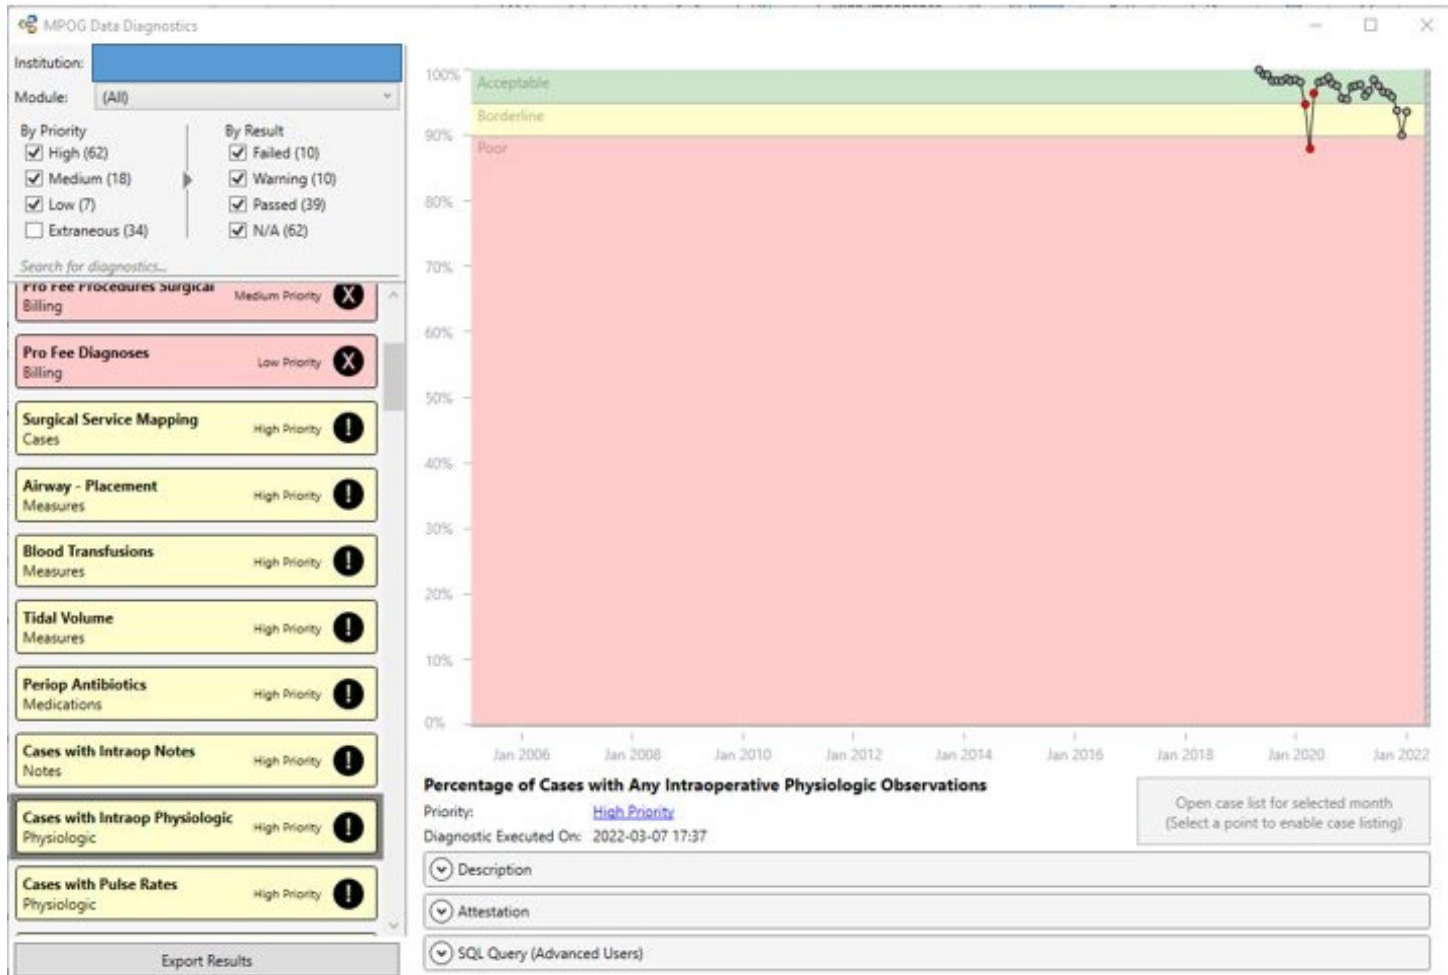 MPOG Data Diagnostics
Institution:
Module: (All)
By Priority
High (62)
Medium (18)
Low (7)
Extraneous (34)
By Result
Failed (10)
Warning (10)
Passed (39)
N/A (62)
Search for diagnostics...
Pro Fee Procedures Surgical
Billing
Medium Priority
X
Pro Fee Diagnoses
Billing
Low Priority
X
Surgical Service Mapping
Cases
High Priority
!
Airway - Placement
Measures
High Priority
!
Blood Transfusions
Measures
High Priority
!
Tidal Volume
Measures
High Priority
!
Periop Antibiotics
Medications
High Priority
!
Cases with Intraop Notes
Notes
High Priority
!
Cases with Intraop Physiologic
Physiologic
High Priority
!
Cases with Pulse Rates
Physiologic
High Priority
!
Export Results
100%
90%
80%
70%
60%
50%
40%
30%
20%
10%
0%
Acceptable
Borderline
Poor
Jan 2006 Jan 2008 Jan 2010 Jan 2012 Jan 2014 Jan 2016 Jan 2018 Jan 2020 Jan 2022
Percentage of Cases with Any Intraoperative Physiologic Observations
Priority: High Priority
Diagnostic Executed On: 2022-03-07 17:37
Open case list for selected month
(Select a point to enable case listing)
Description
Attestation
SQL Query (Advanced Users)